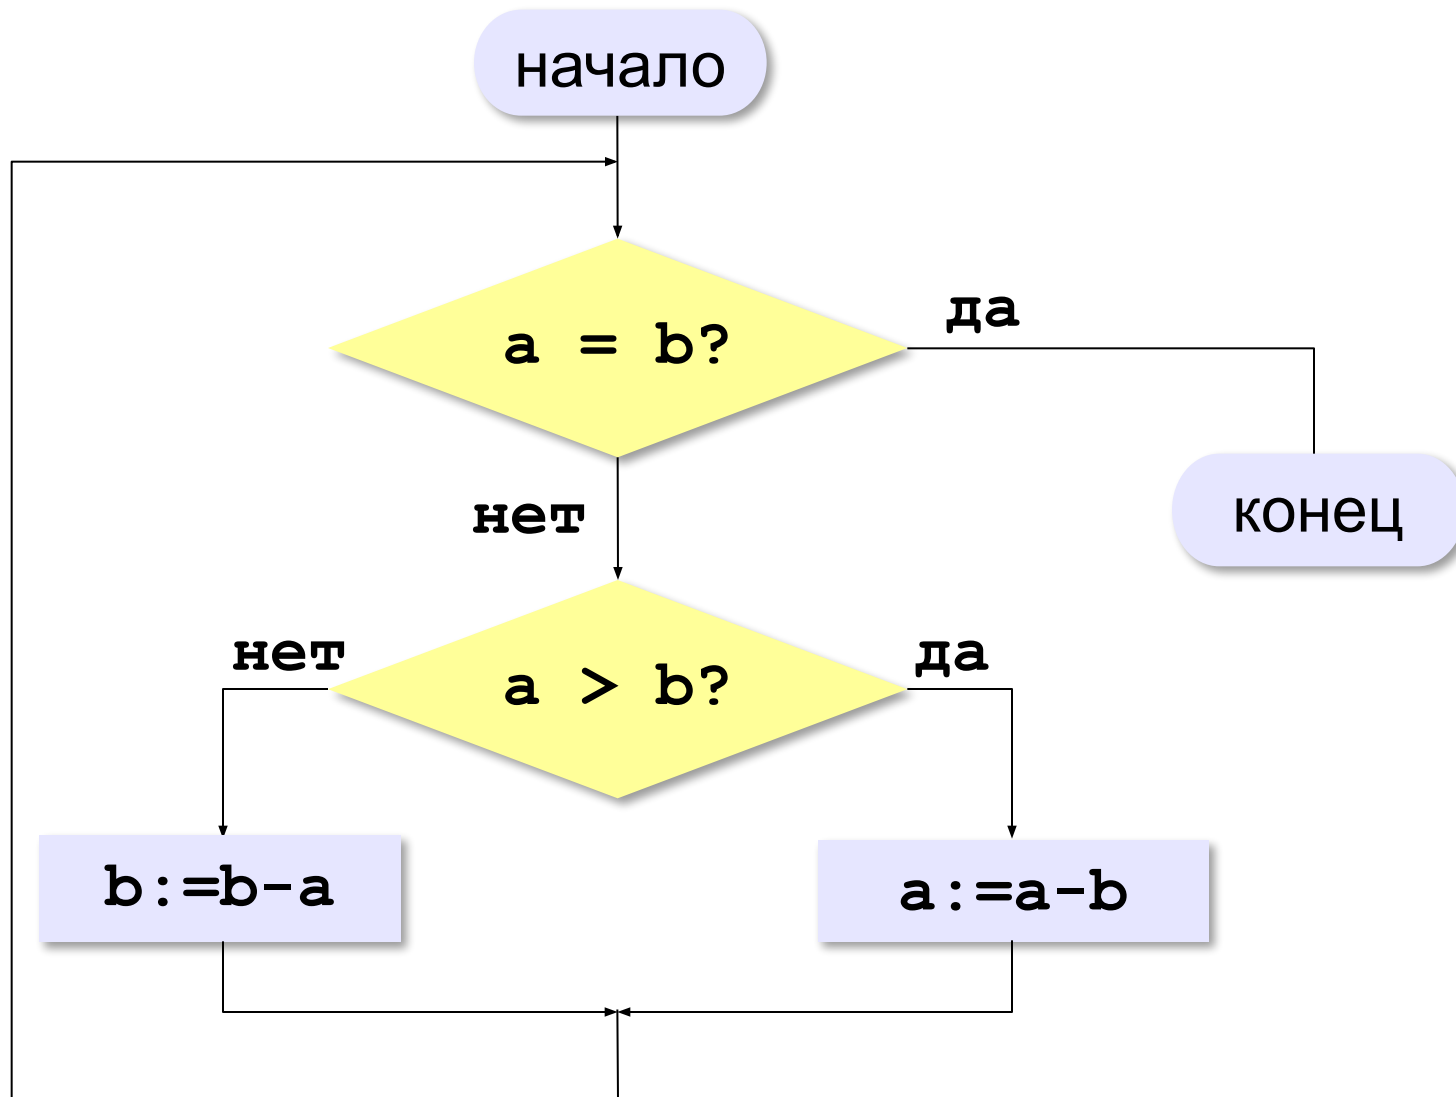 начало
a = b?
да
нет
конец
нет
a > b?
да
b:=b-a
a:=a-b